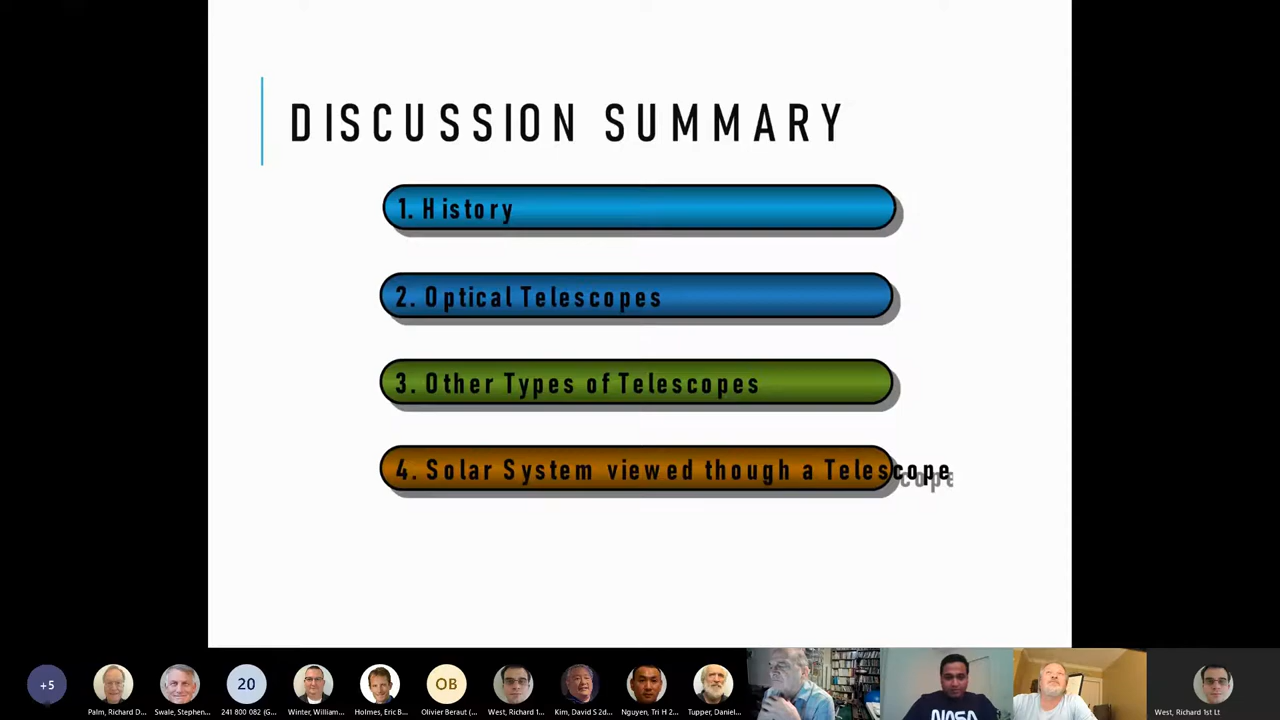 DISCUSSION SUMMARY
1. History
2. Optical Telescopes
3. Other Types of Telescopes
4. Solar System viewed though a Telescope
+5
20
OB
NASA
Palm, Richard D...
Swale, Stephen...
241 800 082 (G...
Winter, William...
Holmes, Eric B...
Olivier Beraut (...
West, Richard 1...
Kim, David S 2d...
Nguyen, Tri H 2...
Tupper, Daniel...
West, Richard 1st Lt